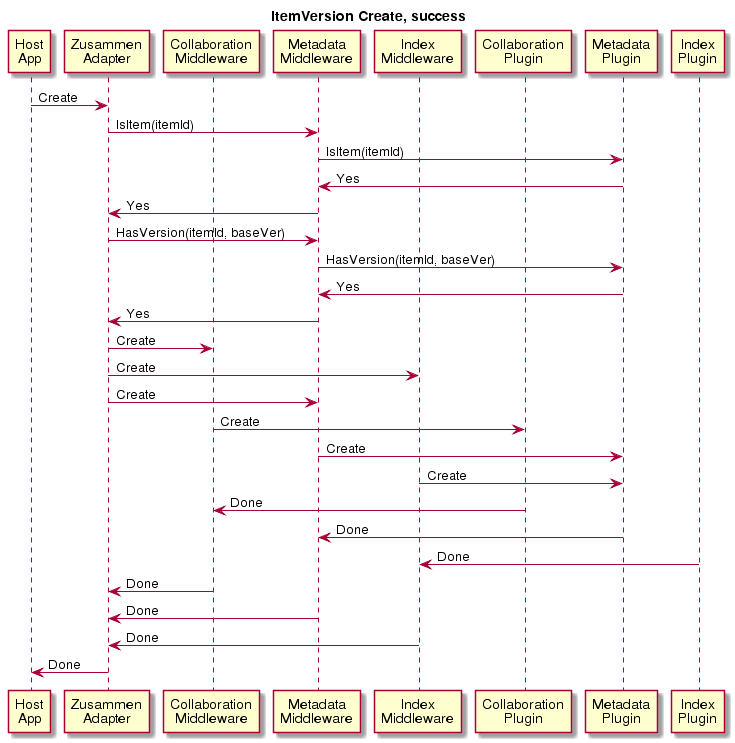 ItemVersion Create, success
Host
App
Zusammen
Adapter
Collaboration
Middleware
Metadata
Middleware
Index
Middleware
Collaboration
Plugin
Metadata
Plugin
Index
Plugin
Create
IsItem(itemId)
IsItem(itemId)
Yes
Yes
HasVersion(itemId, baseVer)
HasVersion(itemId, baseVer)
Yes
Yes
Create
Create
Create
Create
Create
Create
Done
Done
Done
Done
Done
Done
Done
Host
App
Zusammen
Adapter
Collaboration
Middleware
Metadata
Middleware
Index
Middleware
Collaboration
Plugin
Metadata
Plugin
Index
Plugin